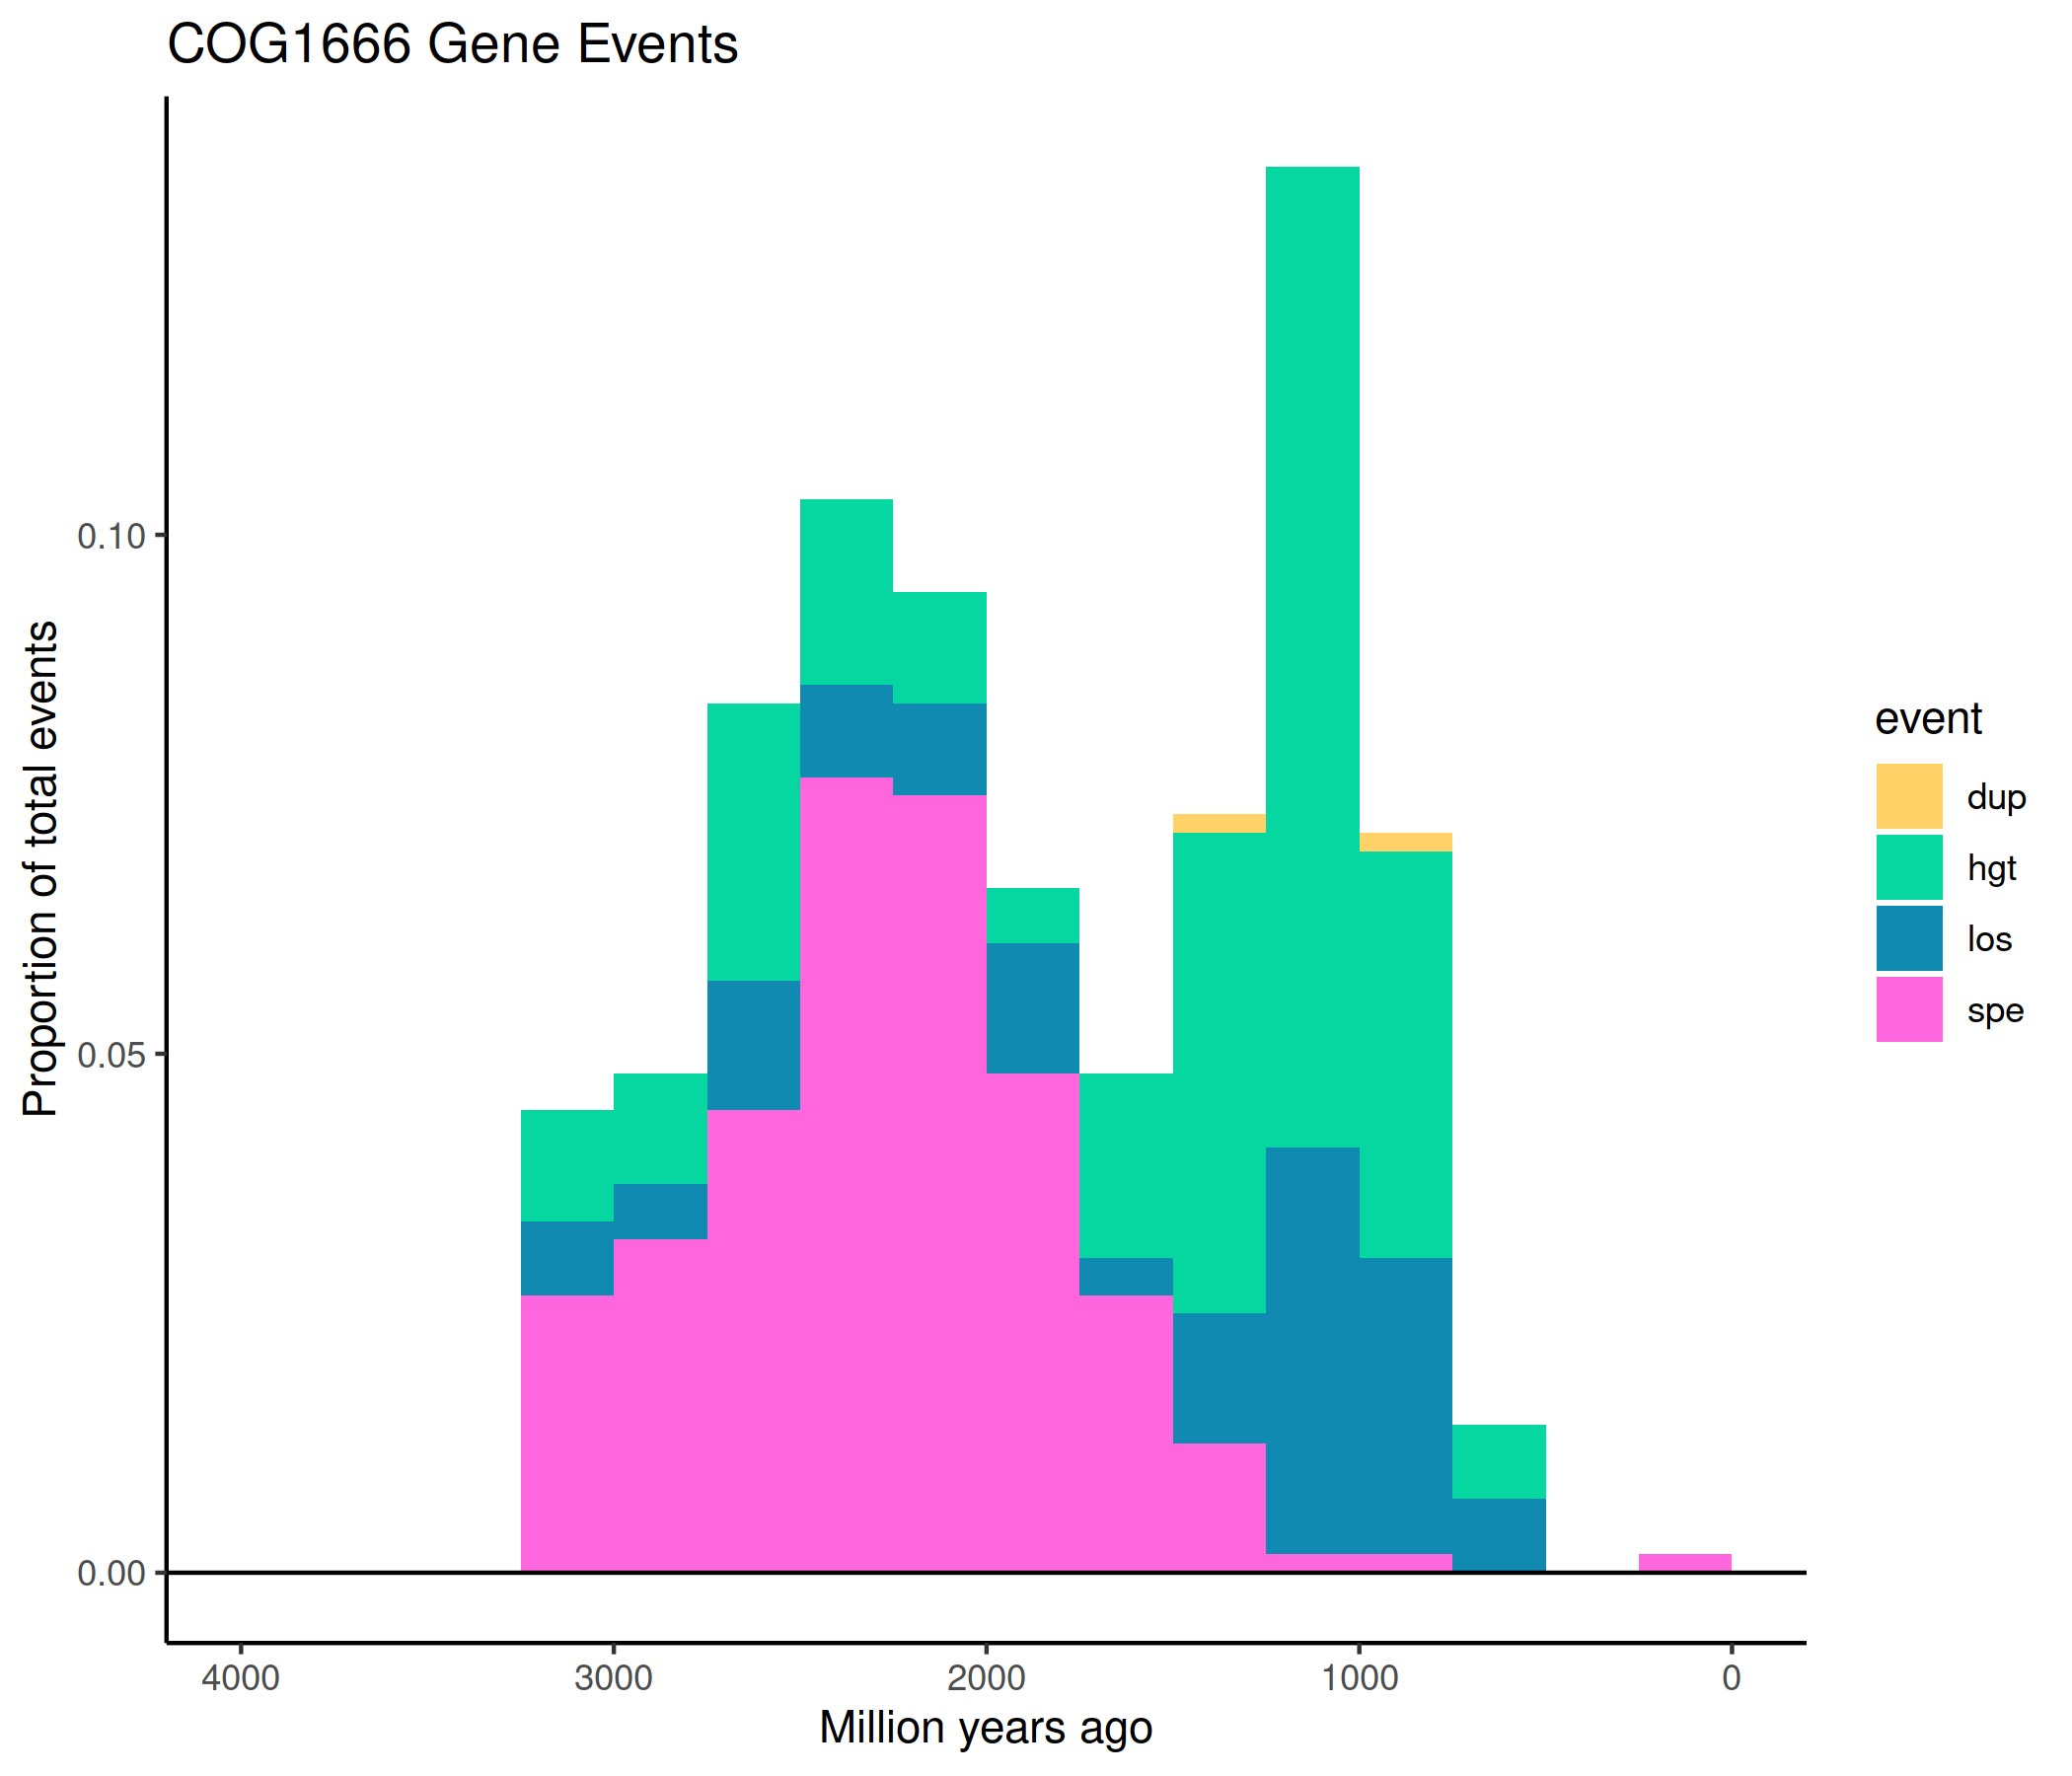 COG1666 Gene Events
Proportion of total events
0.10
0.05
0.00
4000 3000 2000 1000 0
Million years ago
event
dup
hgt
los
spe